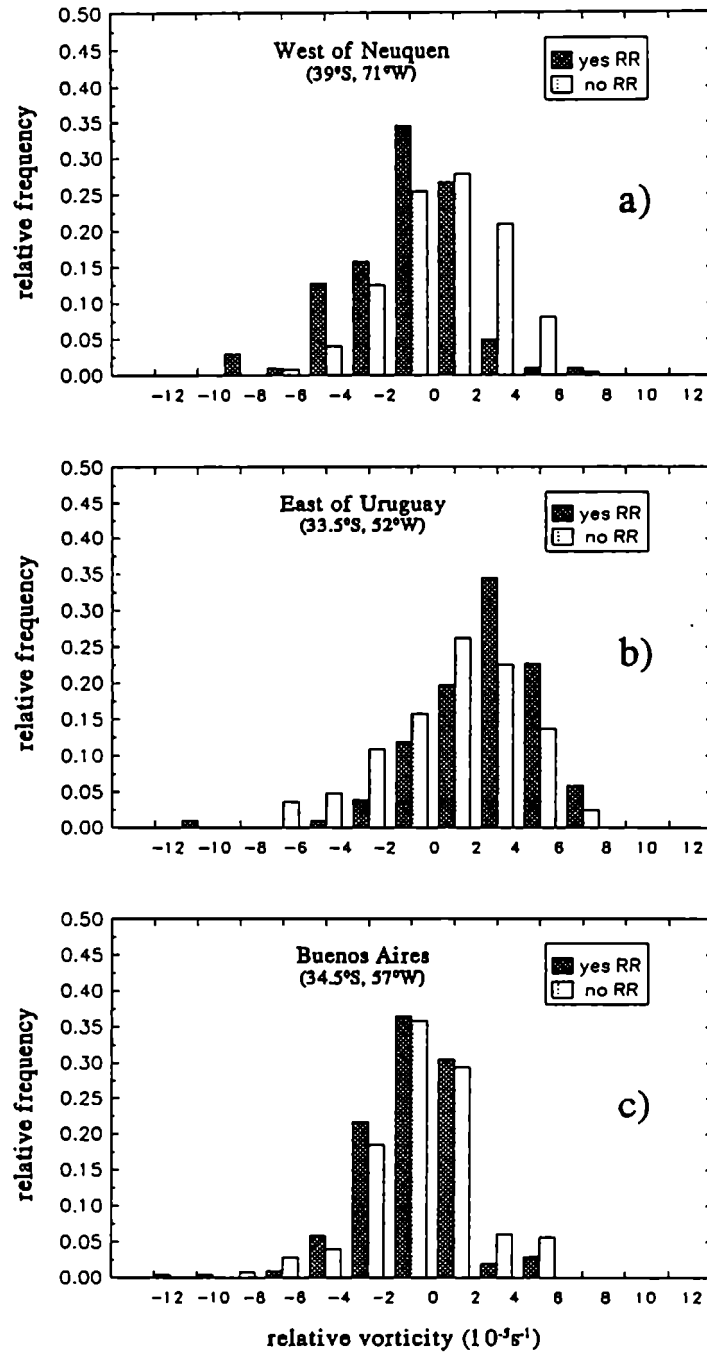 0.50
0.45
0.40
0.35
0.30
0.25
0.20
0.15
0.10
0.05
0.00
relative frequency
West of Neuquen
(39°S, 71°W)
yes RR
no RR
a)
-12 -10 -8 -6 -4 -2 0 2 4 6 8 10 12
0.50
0.45
0.40
0.35
0.30
0.25
0.20
0.15
0.10
0.05
0.00
relative frequency
East of Uruguay
(33.5°S, 52°W)
yes RR
no RR
b)
-12 -10 -8 -6 -4 -2 0 2 4 6 8 10 12
0.50
0.45
0.40
0.35
0.30
0.25
0.20
0.15
0.10
0.05
0.00
relative frequency
Buenos Aires
(34.5°S, 57°W)
yes RR
no RR
c)
-12 -10 -8 -6 -4 -2 0 2 4 6 8 10 12
relative vorticity (10⁻⁵s⁻¹)